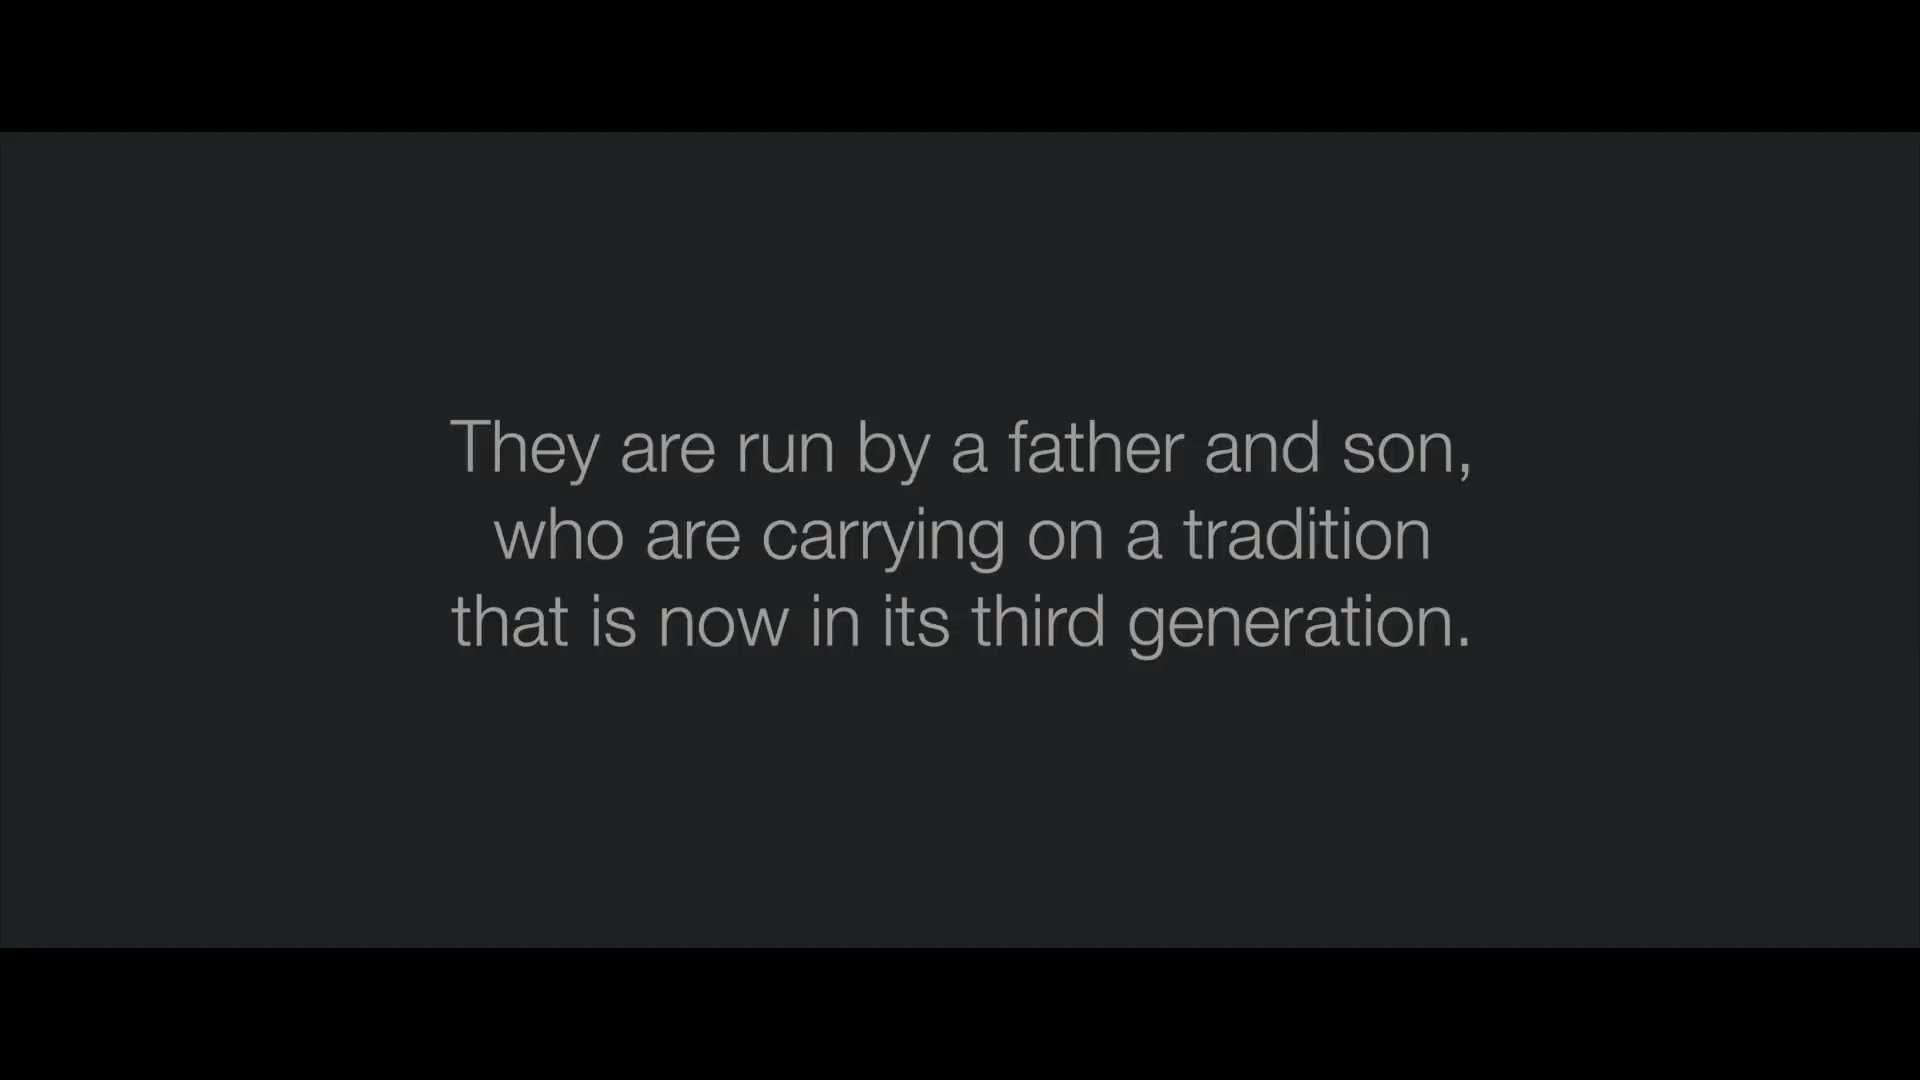 They are run by a father and son,
who are carrying on a tradition
that is now in its third generation.